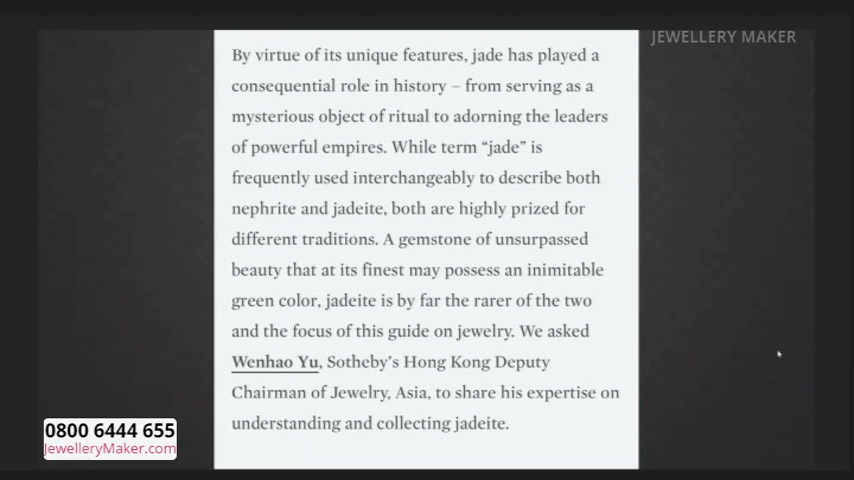 JEWELLERY MAKER
By virtue of its unique features, jade has played a
consequential role in history – from serving as a
mysterious object of ritual to adorning the leaders
of powerful empires. While term “jade” is
frequently used interchangeably to describe both
nephrite and jadeite, both are highly prized for
different traditions. A gemstone of unsurpassed
beauty that at its finest may possess an inimitable
green color, jadeite is by far the rarer of the two
and the focus of this guide on jewelry. We asked
Wenhao Yu, Sotheby’s Hong Kong Deputy
Chairman of Jewelry, Asia, to share his expertise on
understanding and collecting jadeite.
0800 6444 655
JewelleryMaker.com